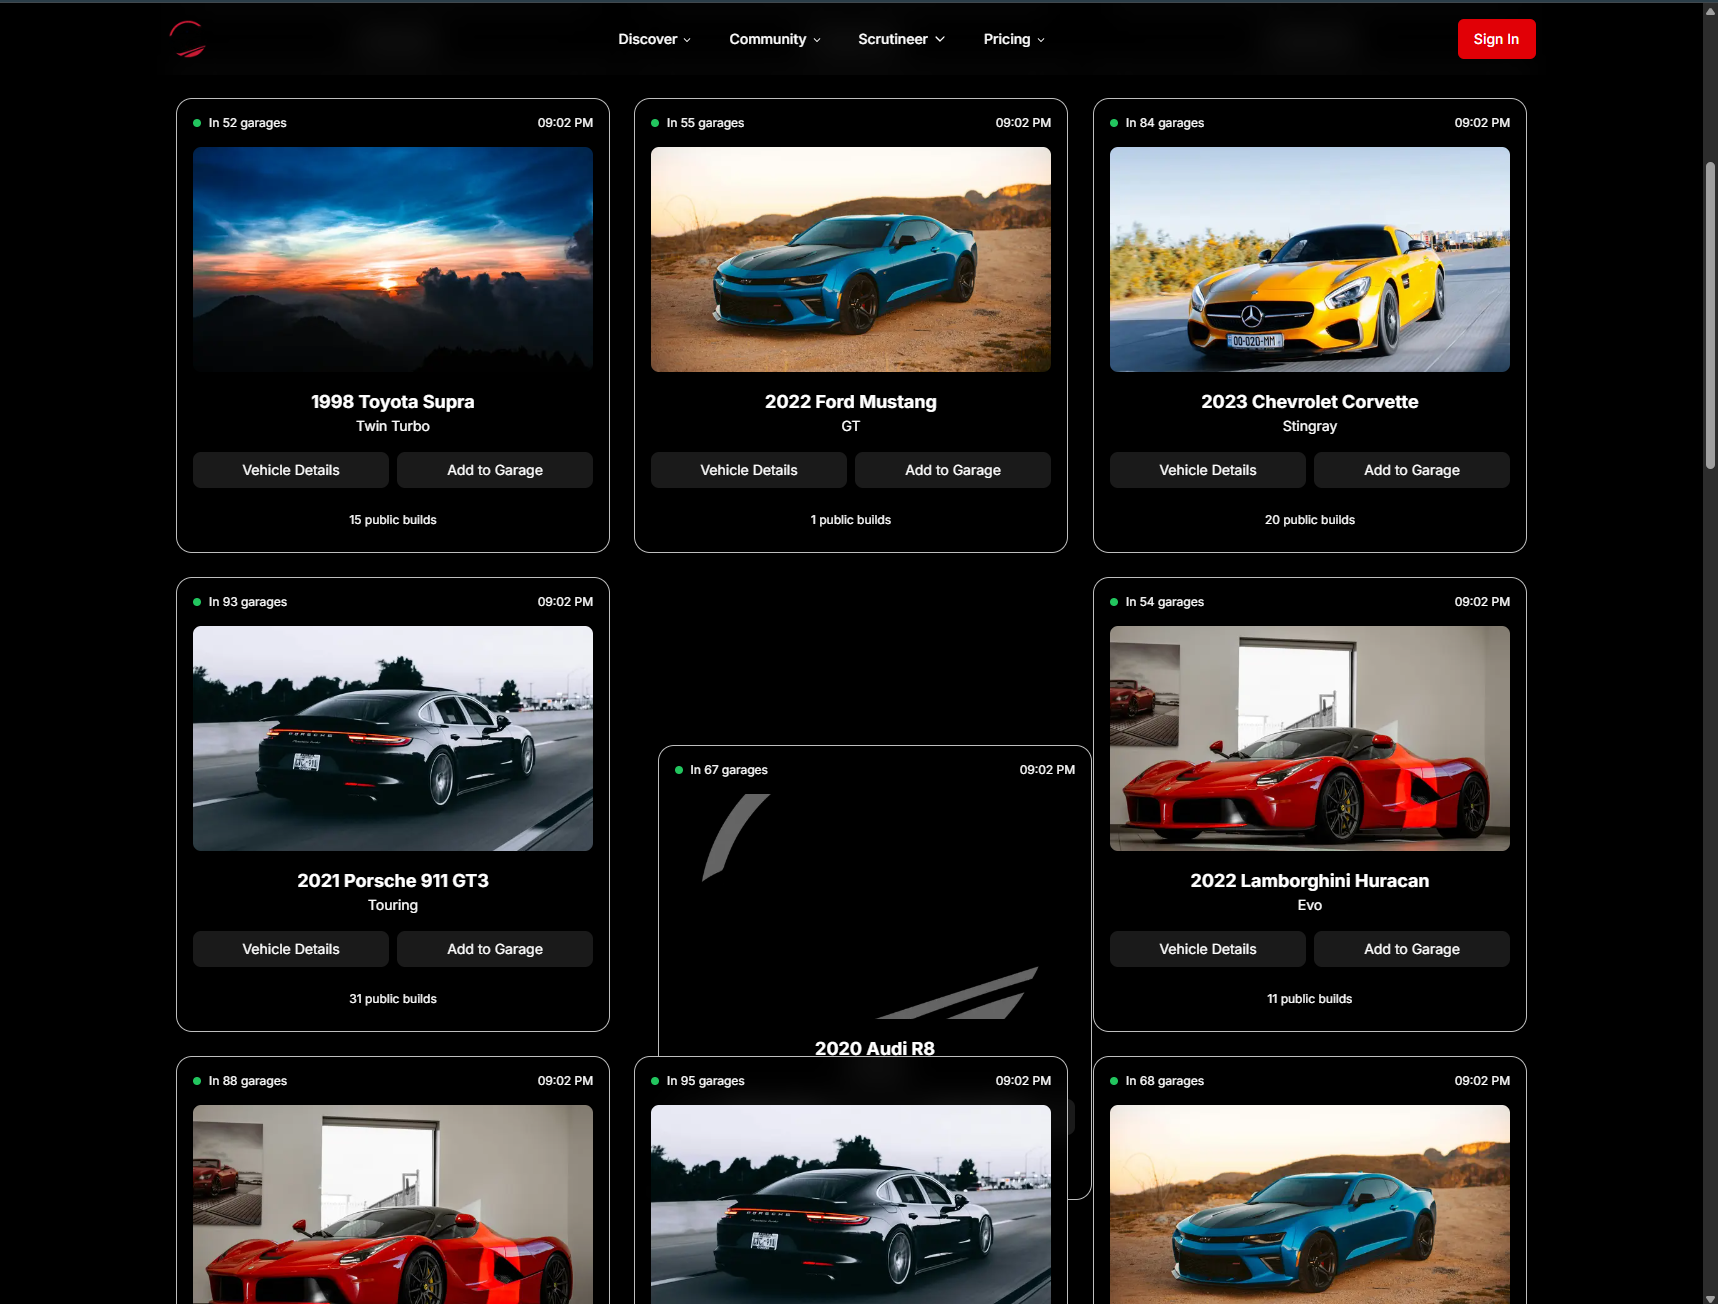 Discover
Community
Scrutineer
Pricing
Sign In
In 52 garages
09:02 PM
1998 Toyota Supra
Twin Turbo
Vehicle Details
Add to Garage
15 public builds
In 55 garages
09:02 PM
2022 Ford Mustang
GT
Vehicle Details
Add to Garage
1 public builds
In 84 garages
09:02 PM
00-020-MM
2023 Chevrolet Corvette
Stingray
Vehicle Details
Add to Garage
20 public builds
In 93 garages
09:02 PM
PORSCHE
2021 Porsche 911 GT3
Touring
Vehicle Details
Add to Garage
31 public builds
In 67 garages
09:02 PM
2020 Audi R8
In 54 garages
09:02 PM
2022 Lamborghini Huracan
Evo
Vehicle Details
Add to Garage
11 public builds
In 88 garages
09:02 PM
In 95 garages
09:02 PM
PORSCHE
In 68 garages
09:02 PM